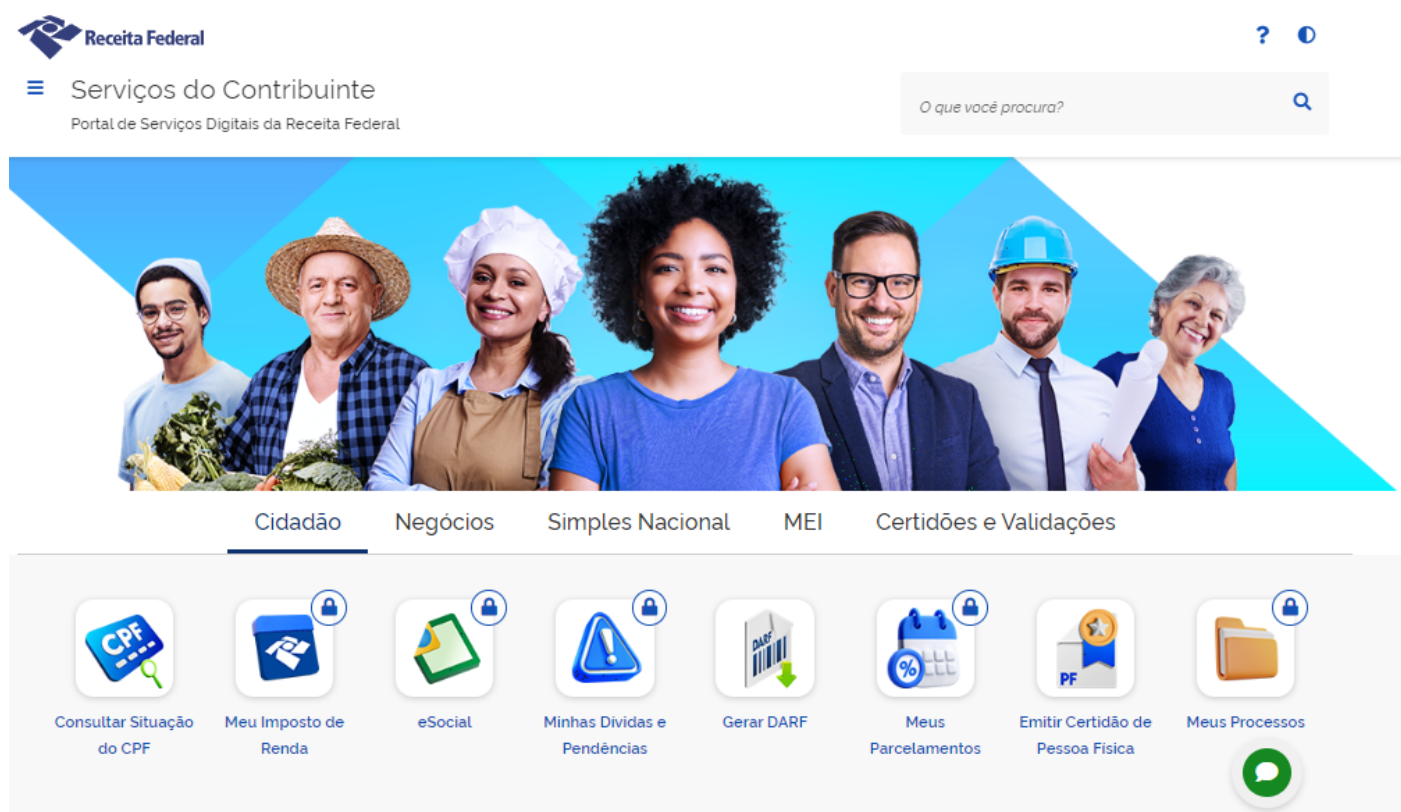 Receita Federal
?
Serviços do Contribuinte
Portal de Serviços Digitais da Receita Federal
O que você procura?
Cidadão
Negócios
Simples Nacional
MEI
Certidões e Validações
CPF
DARF
%
PF
Consultar Situação
do CPF
Meu Imposto de
Renda
eSocial
Minhas Dívidas e
Pendências
Gerar DARF
Meus
Parcelamentos
Emitir Certidão de
Pessoa Física
Meus Processos